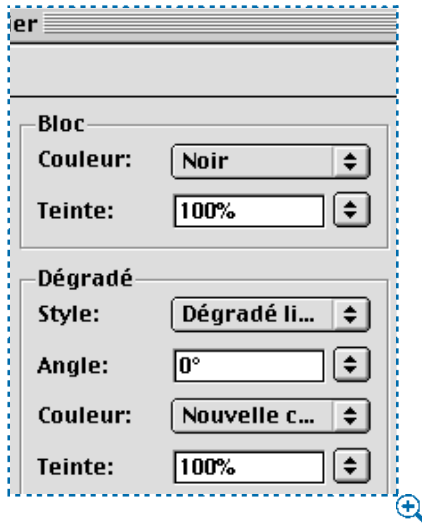 er
Bloc
Couleur: Noir
Teinte: 100%
Dégradé
Style: Dégradé li...
Angle: 0°
Couleur: Nouvelle c...
Teinte: 100%